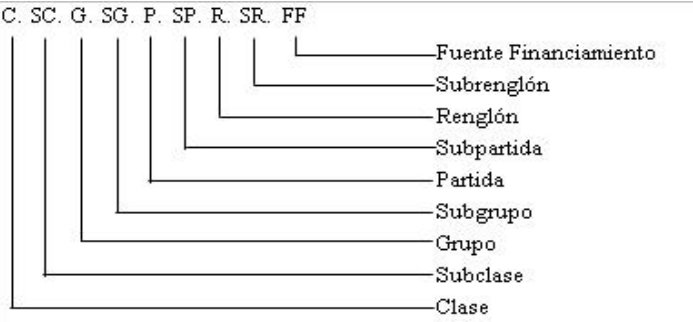 C. SC. G. SG. P. SP. R. SR. FF
Fuente Financiamiento
Subrenglón
Renglón
Subpartida
Partida
Subgrupo
Grupo
Subclase
Clase